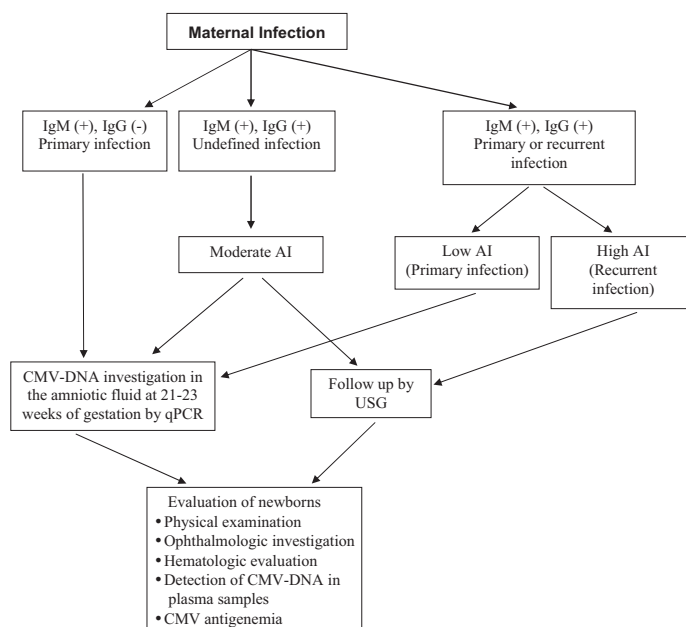 Maternal Infection
IgM (+), IgG (-)
Primary infection
IgM (+), IgG (+)
Undefined infection
IgM (+), IgG (+)
Primary or recurrent
infection
Moderate AI
Low AI
(Primary infection)
High AI
(Recurrent
infection)
CMV-DNA investigation in
the amniotic fluid at 21-23
weeks of gestation by qPCR
Follow up by
USG
Evaluation of newborns
• Physical examination
• Ophthalmologic investigation
• Hematologic evaluation
• Detection of CMV-DNA in
plasma samples
• CMV antigenemia